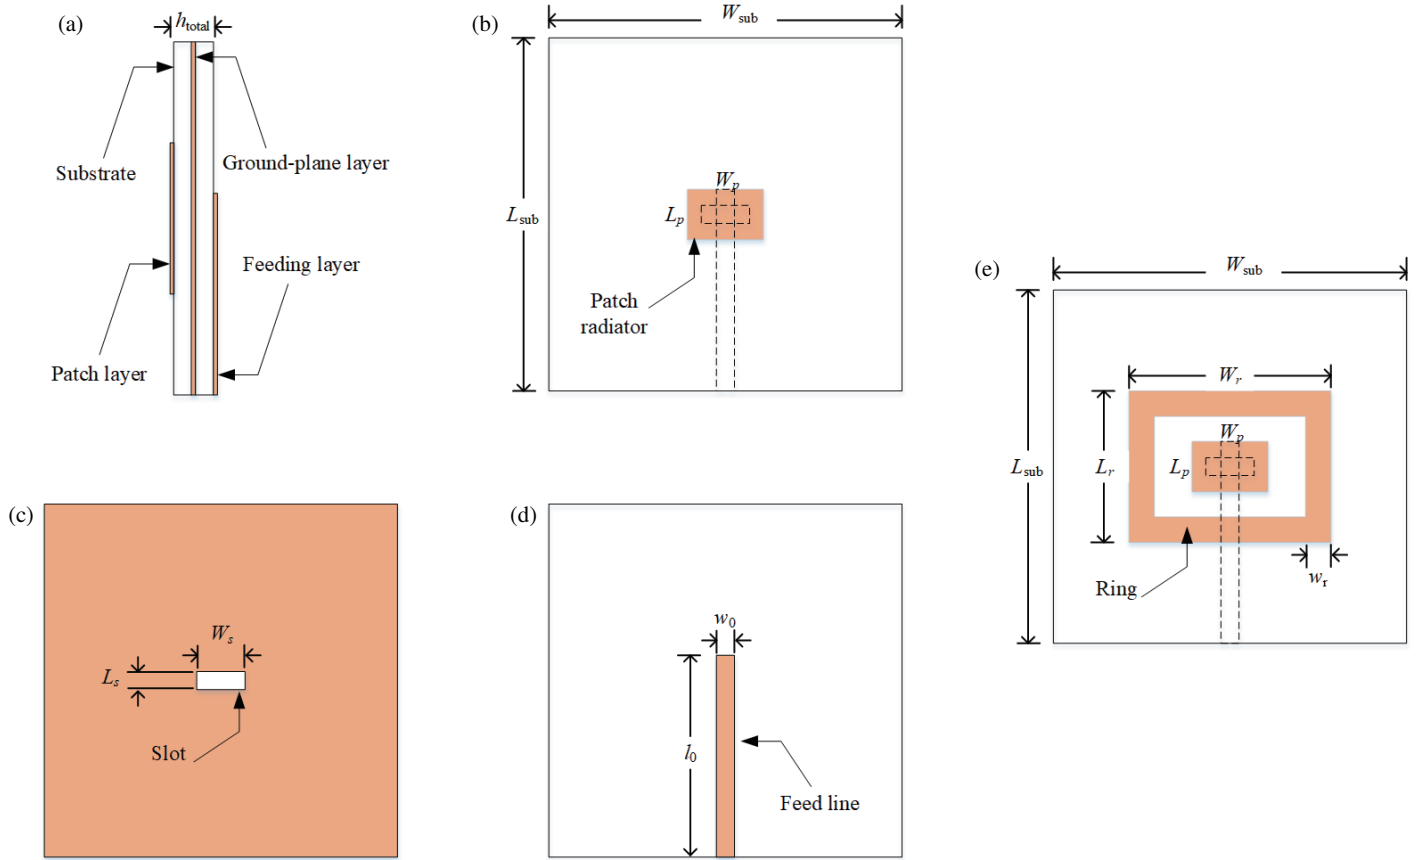 (a)
h_total
Substrate
Ground-plane layer
Feeding layer
Patch layer
(b)
W_sub
L_sub
W_p
L_p
Patch
radiator
(c)
W_s
L_s
Slot
(d)
w_0
l_0
Feed line
(e)
W_sub
L_sub
W_r
L_r
W_p
L_p
Ring
w_r